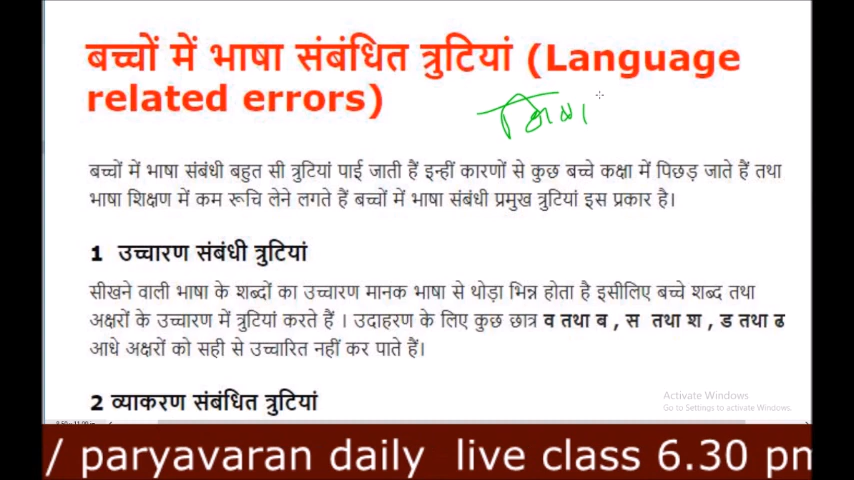 बच्चों में भाषा संबंधित त्रुटियां (Language
related errors)
बच्चों में भाषा संबंधी बहुत सी त्रुटियां पाई जाती हैं इन्हीं कारणों से कुछ बच्चे कक्षा में पिछड़ जाते हैं तथा
भाषा शिक्षण में कम रूचि लेने लगते हैं बच्चों में भाषा संबंधी प्रमुख त्रुटियां इस प्रकार है।
1 उच्चारण संबंधी त्रुटियां
सीखने वाली भाषा के शब्दों का उच्चारण मानक भाषा से थोड़ा भिन्न होता है इसीलिए बच्चे शब्द तथा
अक्षरों के उच्चारण में त्रुटियां करते हैं । उदाहरण के लिए कुछ छात्र व तथा ब , स तथा श , ड तथा ढ
आधे अक्षरों को सही से उच्चारित नहीं कर पाते हैं।
Activate Windows
Go to Settings to activate Windows.
2 व्याकरण संबंधित त्रुटियां
/ paryavaran daily live class 6.30 pm